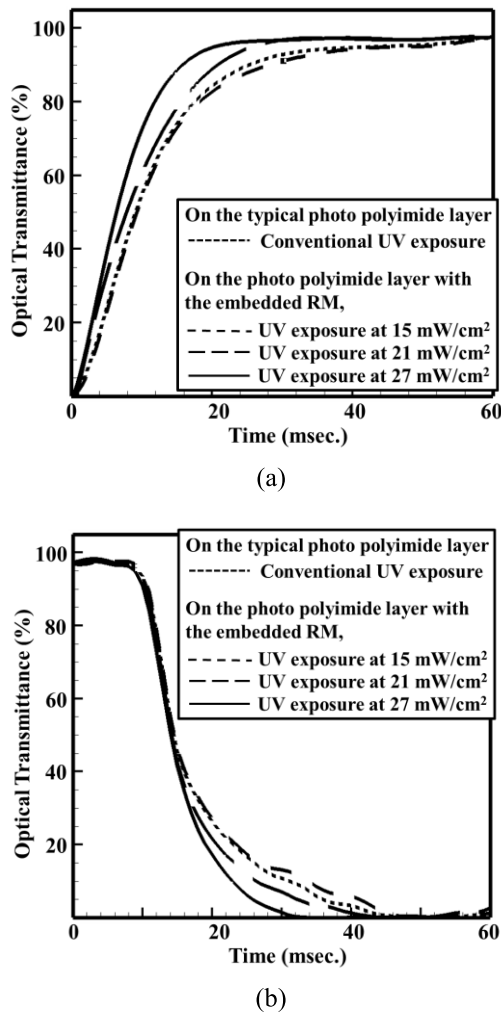 100
80
60
40
20
Optical Transmittance (%)
On the typical photo polyimide layer
Conventional UV exposure
On the photo polyimide layer with
the embedded RM,
UV exposure at 15 mW/cm²
UV exposure at 21 mW/cm²
UV exposure at 27 mW/cm²
0 20 40 60
Time (msec.)
(a)
100
80
60
40
20
Optical Transmittance (%)
On the typical photo polyimide layer
Conventional UV exposure
On the photo polyimide layer with
the embedded RM,
UV exposure at 15 mW/cm²
UV exposure at 21 mW/cm²
UV exposure at 27 mW/cm²
0 20 40 60
Time (msec.)
(b)